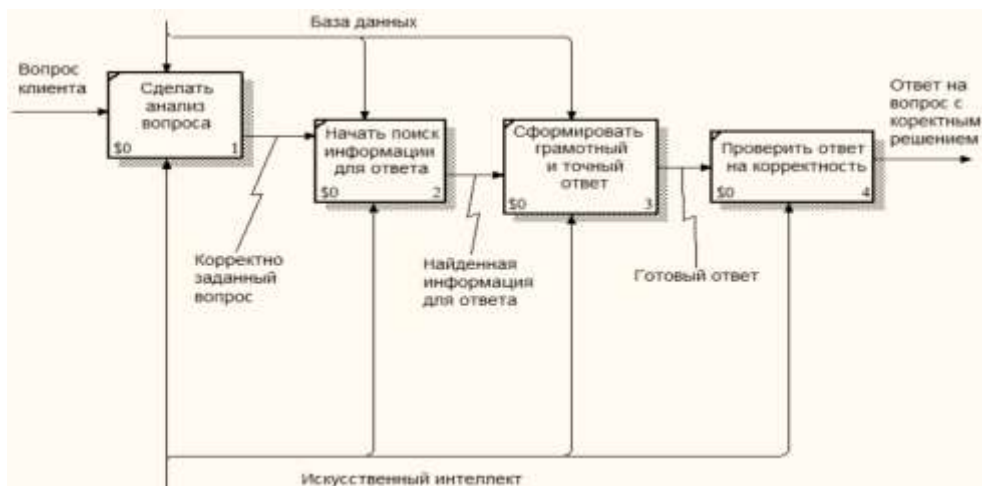 База данных
Вопрос
клиента
Сделать
анализ
вопроса
$0 1
Начать поиск
информации
для ответа
$0 2
Сформировать
грамотный
и точный
ответ
$0 3
Проверить ответ
на корректность
$0 4
Ответ на
вопрос с
коректным
решением
Корректно
заданный
вопрос
Найденная
информация
для ответа
Готовый ответ
Искусственный интеллект